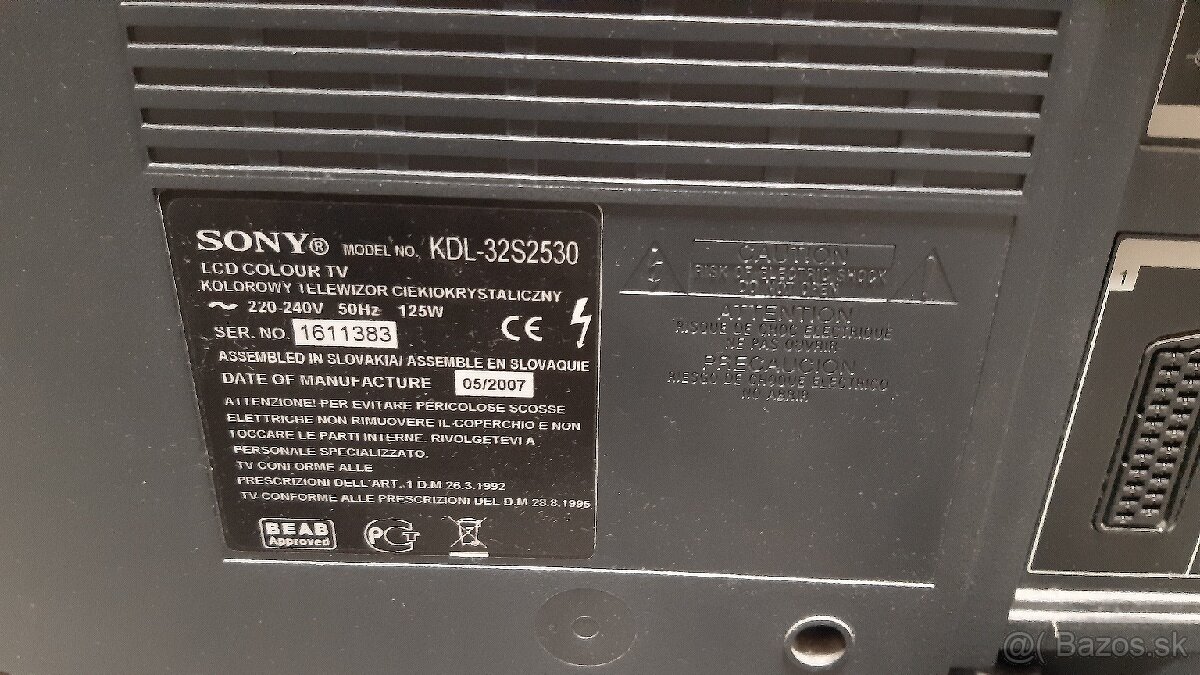 SONY® MODEL NO. KDL-32S2530
LCD COLOUR TV
KOLOROWY TELEWIZOR CIEKIOKRYSTALICZNY
~ 220-240V 50Hz 125W
SER. NO. 1611383
CE
ASSEMBLED IN SLOVAKIA/ ASSEMBLE EN SLOVAQUIE
DATE OF MANUFACTURE 05/2007
ATTENZIONE! PER EVITARE PERICOLOSE SCOSSE
ELETTRICHE NON RIMUOVERE IL COPERCHIO E NON
TOCCARE LE PARTI INTERNE. RIVOLGETEVI A
PERSONALE SPECIALIZZATO.
TV CONFORME ALLE
PRESCRIZIONI DELL'ART..1 D.M 26.3.1992
TV CONFORME ALLE PRESCRIZIONI DEL D.M 28.8.1995
BEAB
Approved
PCT
CAUTION
RISK OF ELECTRIC SHOCK
DO NOT OPEN
ATTENTION
RISQUE DE CHOC ELECTRIQUE
NE PAS OUVRIR
PRECAUCION
RIESGO DE CHOQUE ELECTRICO
NO ABRIR
1
@( Bazos.sk